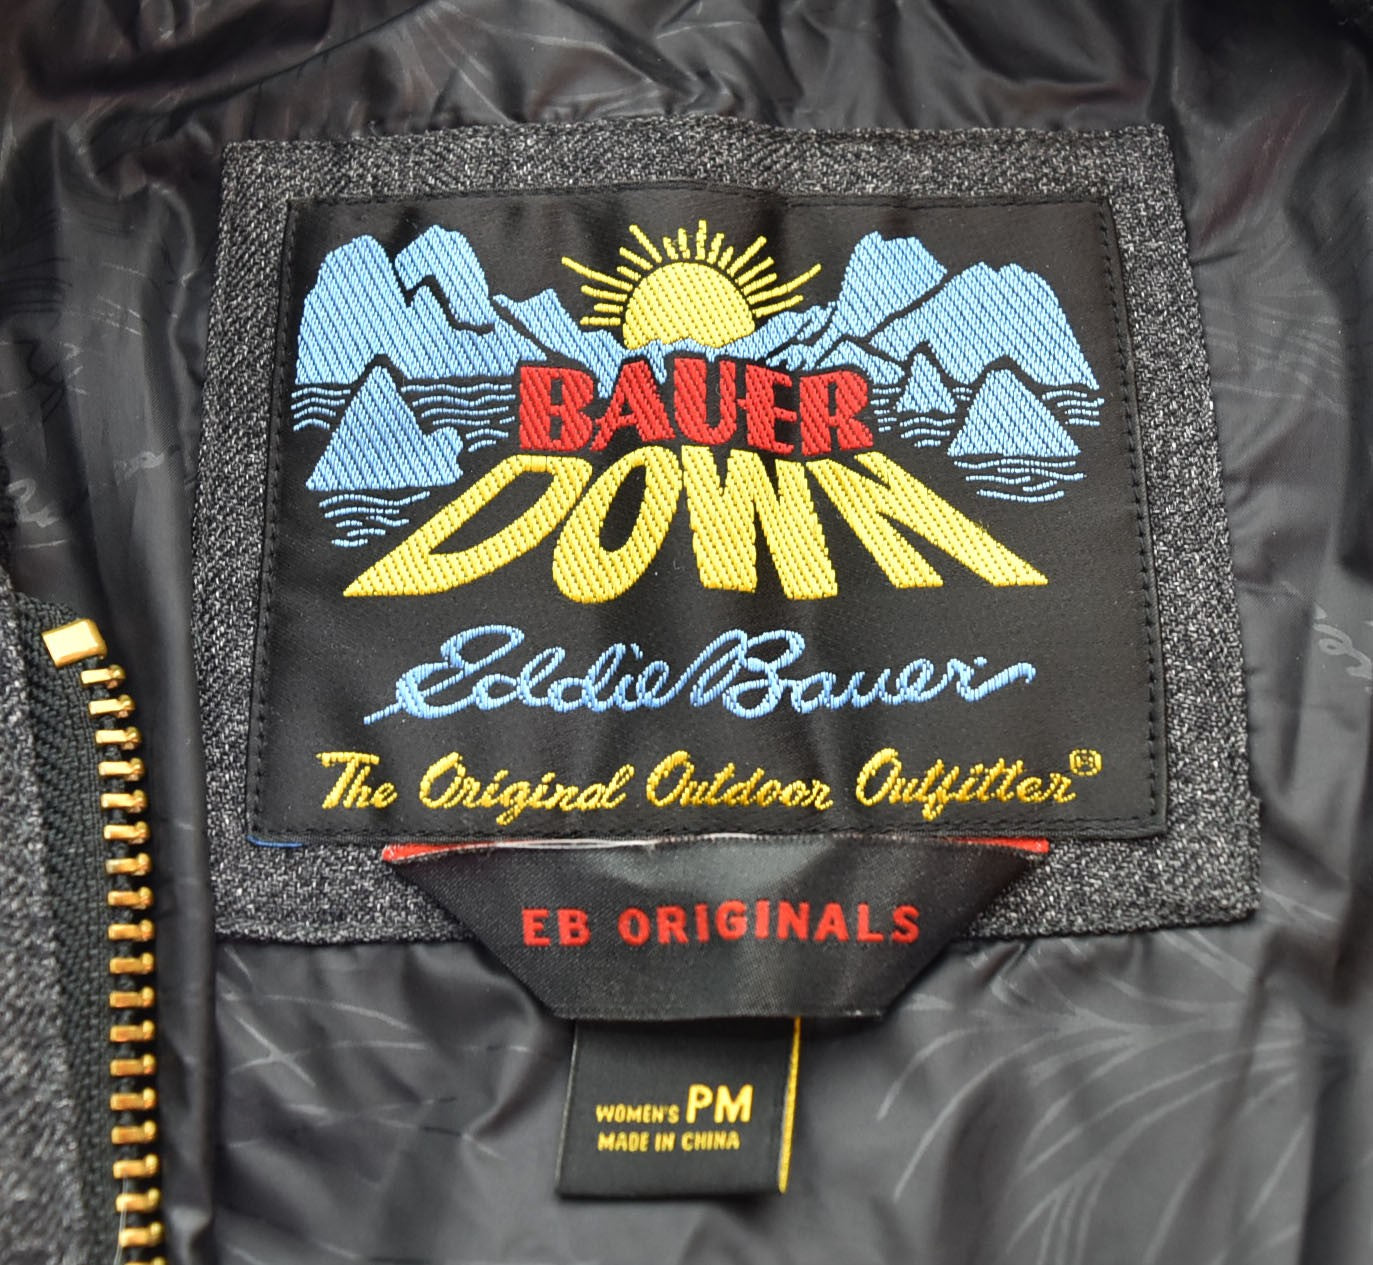 BAUER
DOWN
Eddie Bauer
The Original Outdoor Outfitter®
EB ORIGINALS
WOMEN'S PM
MADE IN CHINA